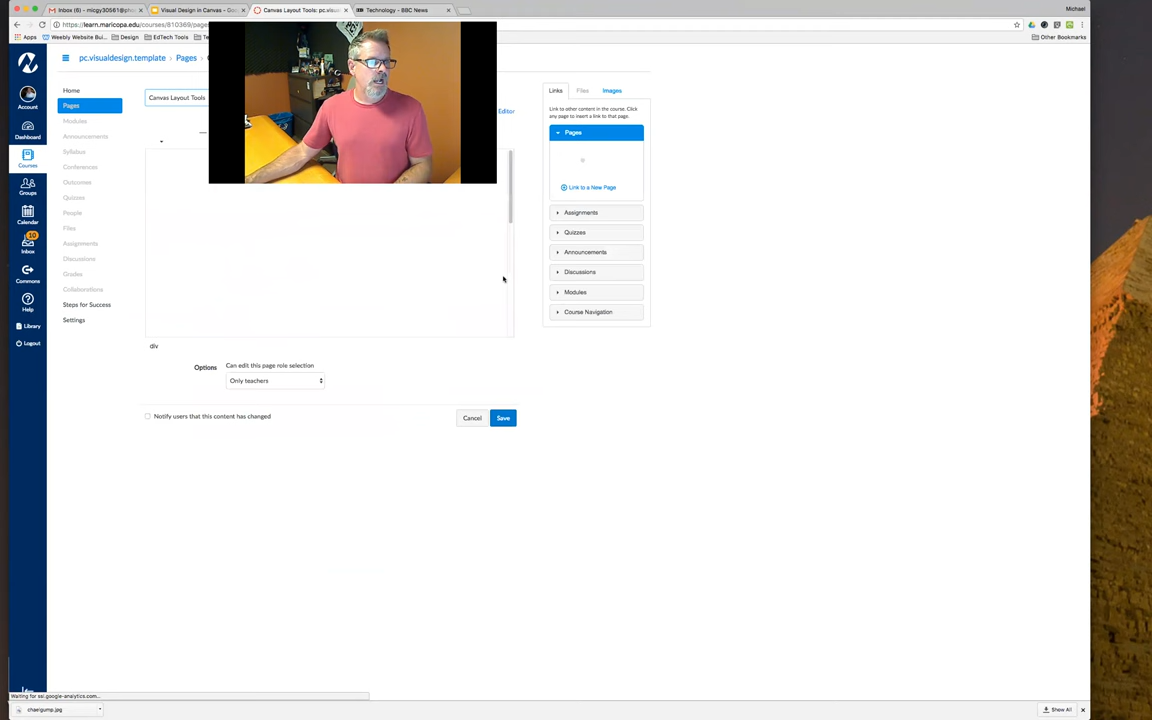 Inbox (10) - micgy30561@pho
Visual Design in Canvas - Goo
Canvas Layout Tools: pc.visual
Technology - BBC News
Michael
https://learn.maricopa.edu/courses/810369/page
Apps
Weebly Website Bui...
Design
EdTech Tools
Te
Other Bookmarks
pc.visualdesign.template
Pages
Account
Dashboard
Courses
Groups
Calendar
10
Inbox
Commons
Help
Library
Logout
Home
Pages
Modules
Announcements
Syllabus
Conferences
Outcomes
Quizzes
People
Files
Assignments
Discussions
Grades
Collaborations
Steps for Success
Settings
Canvas Layout Tools
Editor
div
Options
Can edit this page role selection
Only teachers
Notify users that this content has changed
Cancel
Save
Links
Files
Images
Link to other content in the course. Click
any page to insert a link to that page.
Pages
Link to a New Page
Assignments
Quizzes
Announcements
Discussions
Modules
Course Navigation
Waiting for ssl.google-analytics.com...
chaelgump.jpg
Show All